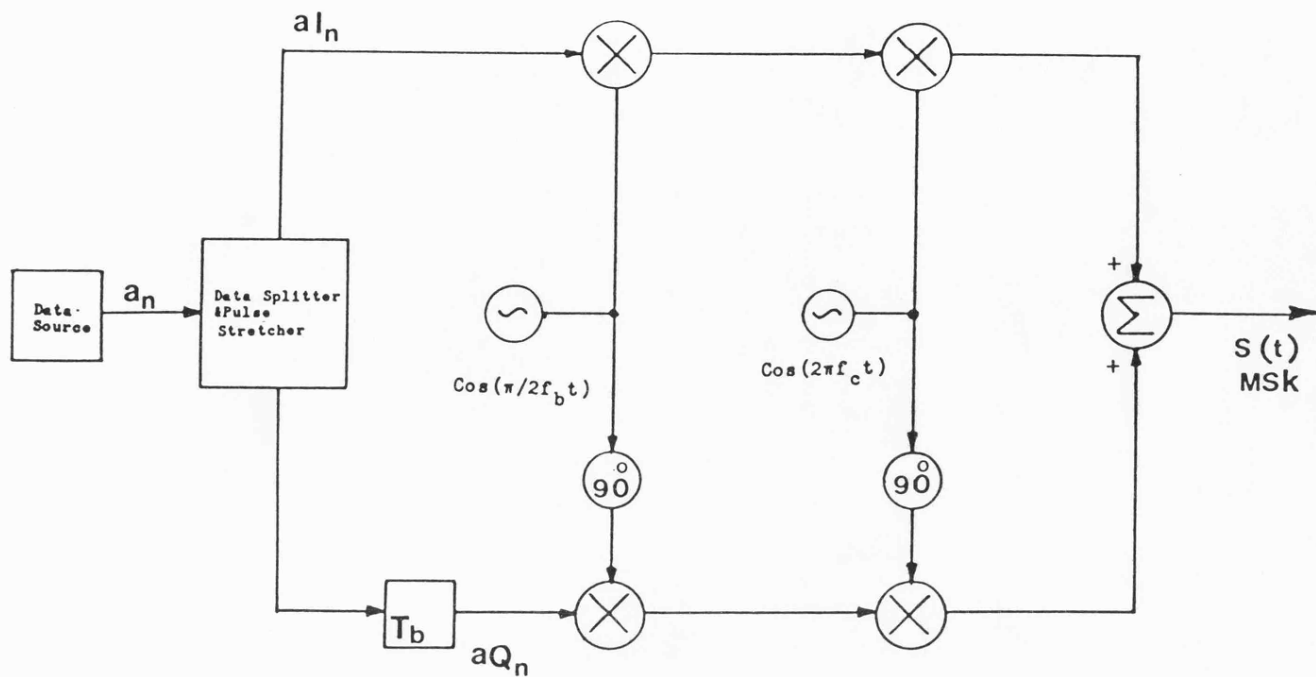 aI_n
Data
Source
a_n
Data Splitter
&Pulse
Stretcher
Cos(π/2f_b t)
Cos(2πf_c t)
+
Σ
+
S(t)
MSk
90°
90°
T_b
aQ_n